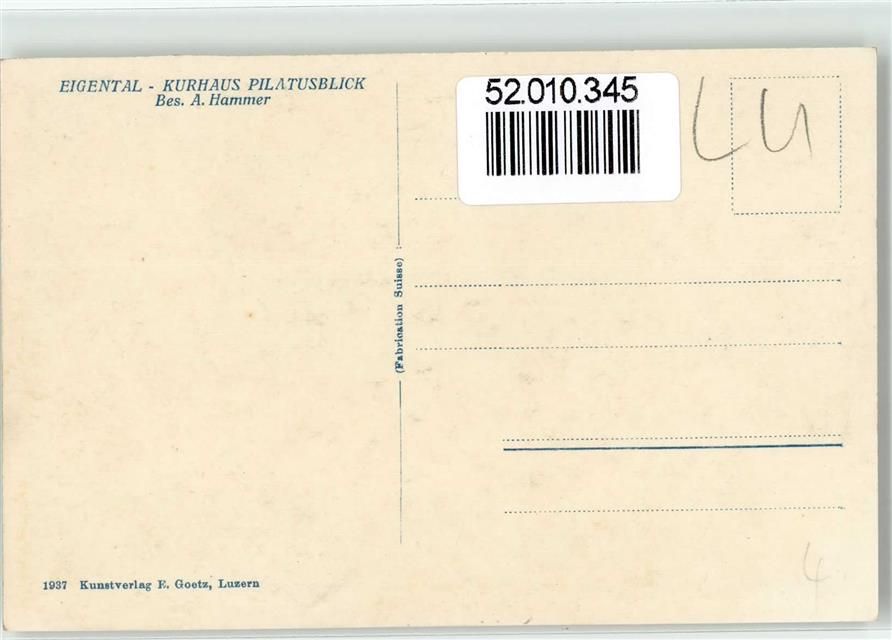 EIGENTAL - KURHAUS PILATUSBLICK
Bes. A. Hammer
52.010.345
LU
(Fabrication Suisse)
4
1937 Kunstverlag E. Goetz, Luzern